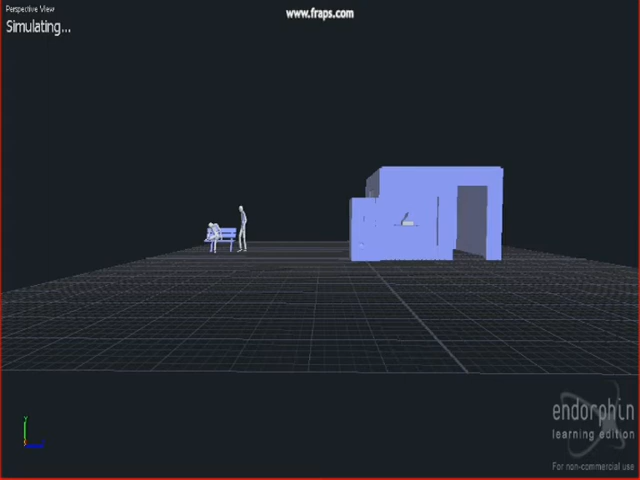 Perspective View
www.fraps.com
Simulating...
Y
endorphin
learning edition
For non-commercial use